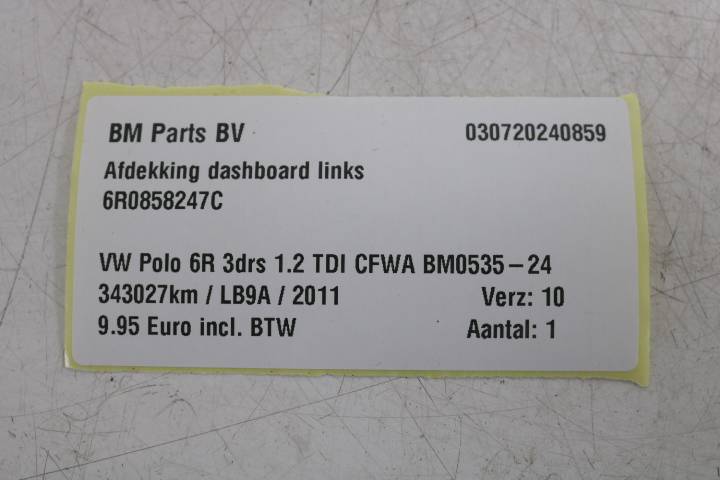 BM Parts BV 030720240859
Afdekking dashboard links
6R0858247C
VW Polo 6R 3drs 1.2 TDI CFWA BM0535-24
343027km / LB9A / 2011 Verz: 10
9.95 Euro incl. BTW Aantal: 1